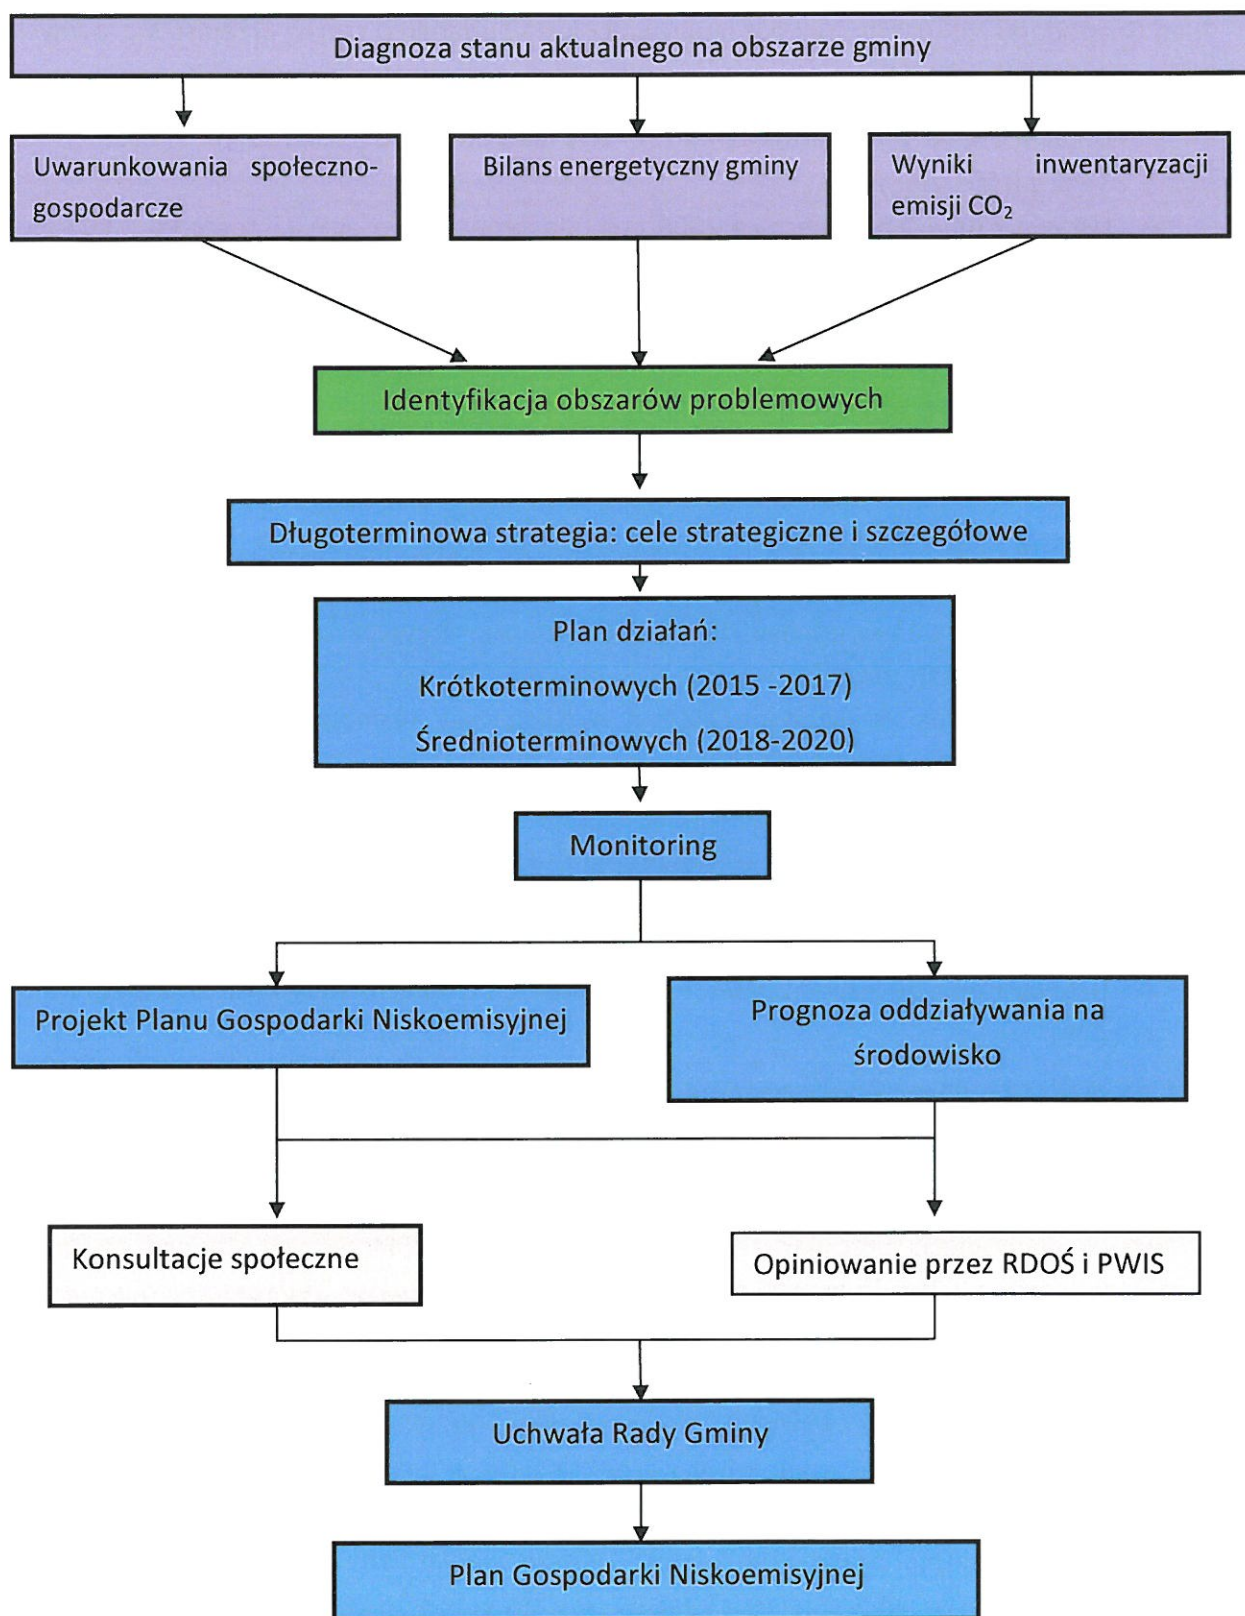 Diagnoza stanu aktualnego na obszarze gminy
Uwarunkowania społeczno-
gospodarcze
Bilans energetyczny gminy
Wyniki inwentaryzacji
emisji CO₂
Identyfikacja obszarów problemowych
Długoterminowa strategia: cele strategiczne i szczegółowe
Plan działań:
Krótkoterminowych (2015 -2017)
Średnioterminowych (2018-2020)
Monitoring
Projekt Planu Gospodarki Niskoemisyjnej
Prognoza oddziaływania na
środowisko
Konsultacje społeczne
Opiniowanie przez RDOŚ i PWIS
Uchwała Rady Gminy
Plan Gospodarki Niskoemisyjnej